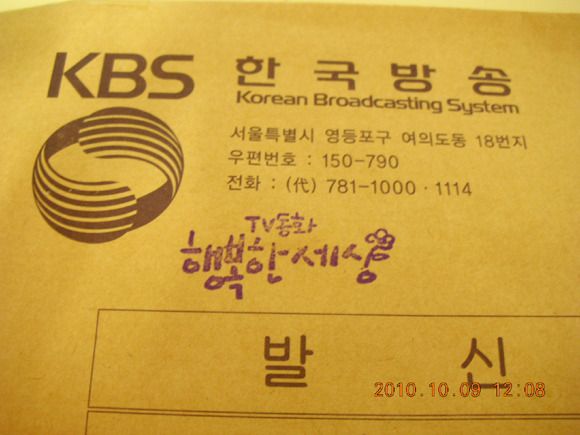 KBS 한국방송
Korean Broadcasting System
서울특별시 영등포구 여의도동 18번지
우편번호 : 150-790
전화 : (代) 781-1000 · 1114
TV동화
행복한세상
발 신
2010.10.09 12:08